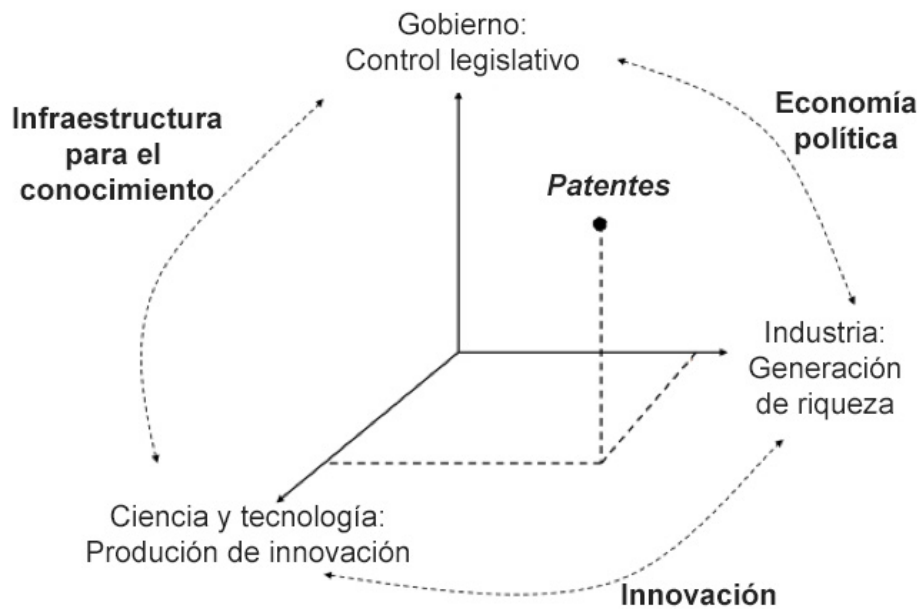 Gobierno:
Control legislativo
Infraestructura
para el
conocimiento
Economía
política
Patentes
Industria:
Generación
de riqueza
Ciencia y tecnología:
Produción de innovación
Innovación